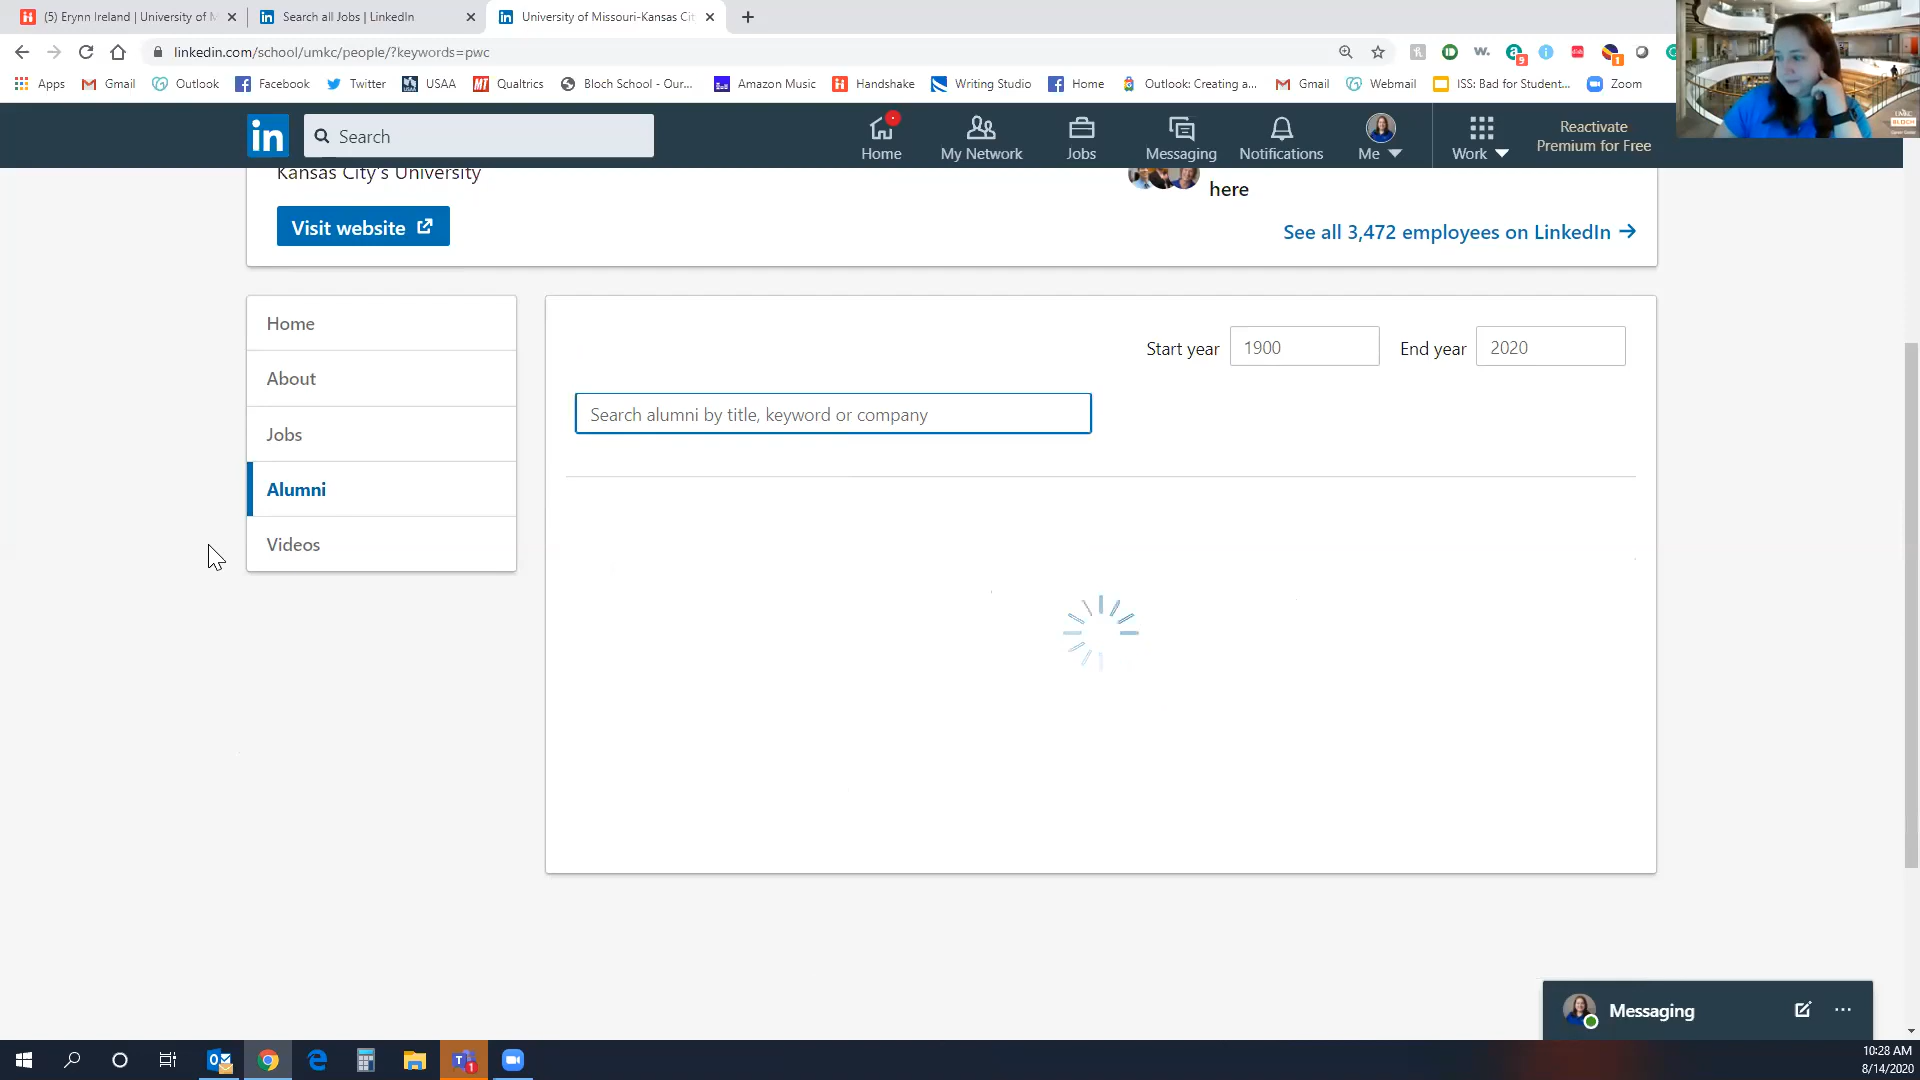 (5) Erynn Ireland | University of M
Search all Jobs | LinkedIn
University of Missouri-Kansas Cit
linkedin.com/school/umkc/people/?keywords=pwc
Apps
Gmail
Outlook
Facebook
Twitter
USAA
Qualtrics
Bloch School - Our...
Amazon Music
Handshake
Writing Studio
Home
Outlook: Creating a...
Gmail
Webmail
ISS: Bad for Student...
Zoom
in
Search
Home
My Network
Jobs
Messaging
Notifications
Me
Work
Reactivate
Premium for Free
Kansas City's University
here
Visit website
See all 3,472 employees on LinkedIn
Home
About
Jobs
Alumni
Videos
Start year
1900
End year
2020
Search alumni by title, keyword or company
Messaging
10:28 AM
8/14/2020